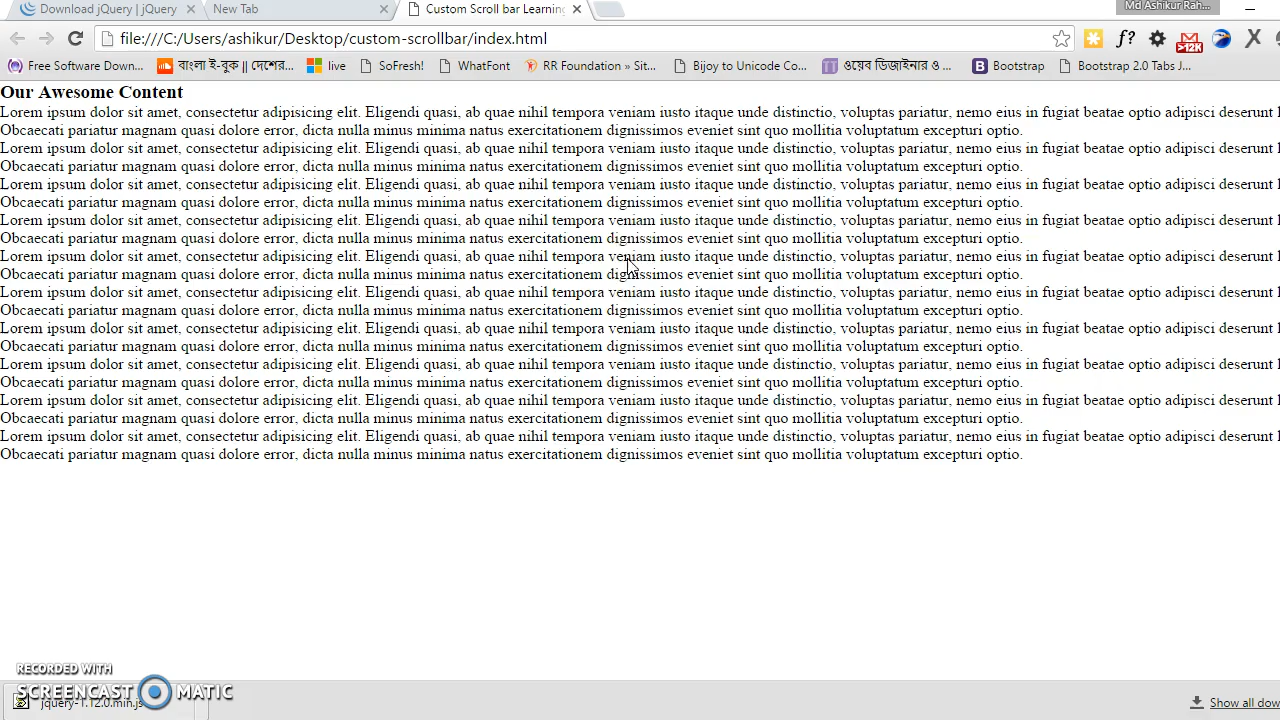 Download jQuery | jQuery
New Tab
Custom Scroll bar Learning
Md Ashikur Rah...
file:///C:/Users/ashikur/Desktop/custom-scrollbar/index.html
f?
>12K
X
Free Software Down...
বাংলা ই-বুক || দেশের...
live
SoFresh!
WhatFont
RR Foundation » Sit...
Bijoy to Unicode Co...
ওয়েব ডিজাইনার ও ...
Bootstrap
Bootstrap 2.0 Tabs J...
Our Awesome Content
Lorem ipsum dolor sit amet, consectetur adipisicing elit. Eligendi quasi, ab quae nihil tempora veniam iusto itaque unde distinctio, voluptas pariatur, nemo eius in fugiat beatae optio adipisci deserunt
Obcaecati pariatur magnam quasi dolore error, dicta nulla minus minima natus exercitationem dignissimos eveniet sint quo mollitia voluptatum excepturi optio.
Lorem ipsum dolor sit amet, consectetur adipisicing elit. Eligendi quasi, ab quae nihil tempora veniam iusto itaque unde distinctio, voluptas pariatur, nemo eius in fugiat beatae optio adipisci deserunt
Obcaecati pariatur magnam quasi dolore error, dicta nulla minus minima natus exercitationem dignissimos eveniet sint quo mollitia voluptatum excepturi optio.
Lorem ipsum dolor sit amet, consectetur adipisicing elit. Eligendi quasi, ab quae nihil tempora veniam iusto itaque unde distinctio, voluptas pariatur, nemo eius in fugiat beatae optio adipisci deserunt
Obcaecati pariatur magnam quasi dolore error, dicta nulla minus minima natus exercitationem dignissimos eveniet sint quo mollitia voluptatum excepturi optio.
Lorem ipsum dolor sit amet, consectetur adipisicing elit. Eligendi quasi, ab quae nihil tempora veniam iusto itaque unde distinctio, voluptas pariatur, nemo eius in fugiat beatae optio adipisci deserunt
Obcaecati pariatur magnam quasi dolore error, dicta nulla minus minima natus exercitationem dignissimos eveniet sint quo mollitia voluptatum excepturi optio.
Lorem ipsum dolor sit amet, consectetur adipisicing elit. Eligendi quasi, ab quae nihil tempora veniam iusto itaque unde distinctio, voluptas pariatur, nemo eius in fugiat beatae optio adipisci deserunt
Obcaecati pariatur magnam quasi dolore error, dicta nulla minus minima natus exercitationem dignissimos eveniet sint quo mollitia voluptatum excepturi optio.
Lorem ipsum dolor sit amet, consectetur adipisicing elit. Eligendi quasi, ab quae nihil tempora veniam iusto itaque unde distinctio, voluptas pariatur, nemo eius in fugiat beatae optio adipisci deserunt
Obcaecati pariatur magnam quasi dolore error, dicta nulla minus minima natus exercitationem dignissimos eveniet sint quo mollitia voluptatum excepturi optio.
Lorem ipsum dolor sit amet, consectetur adipisicing elit. Eligendi quasi, ab quae nihil tempora veniam iusto itaque unde distinctio, voluptas pariatur, nemo eius in fugiat beatae optio adipisci deserunt
Obcaecati pariatur magnam quasi dolore error, dicta nulla minus minima natus exercitationem dignissimos eveniet sint quo mollitia voluptatum excepturi optio.
Lorem ipsum dolor sit amet, consectetur adipisicing elit. Eligendi quasi, ab quae nihil tempora veniam iusto itaque unde distinctio, voluptas pariatur, nemo eius in fugiat beatae optio adipisci deserunt
Obcaecati pariatur magnam quasi dolore error, dicta nulla minus minima natus exercitationem dignissimos eveniet sint quo mollitia voluptatum excepturi optio.
Lorem ipsum dolor sit amet, consectetur adipisicing elit. Eligendi quasi, ab quae nihil tempora veniam iusto itaque unde distinctio, voluptas pariatur, nemo eius in fugiat beatae optio adipisci deserunt
Obcaecati pariatur magnam quasi dolore error, dicta nulla minus minima natus exercitationem dignissimos eveniet sint quo mollitia voluptatum excepturi optio.
Lorem ipsum dolor sit amet, consectetur adipisicing elit. Eligendi quasi, ab quae nihil tempora veniam iusto itaque unde distinctio, voluptas pariatur, nemo eius in fugiat beatae optio adipisci deserunt
Obcaecati pariatur magnam quasi dolore error, dicta nulla minus minima natus exercitationem dignissimos eveniet sint quo mollitia voluptatum excepturi optio.
RECORDED WITH
SCREENCAST MATIC
jquery-1.12.0.min.js
Show all dow